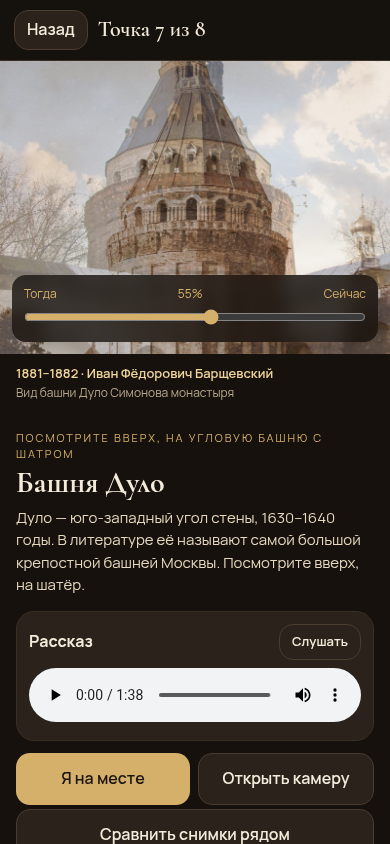 Назад
Точка 7 из 8
Тогда 55% Сейчас
1881–1882 · Иван Фёдорович Барщевский
Вид башни Дуло Симонова монастыря
ПОСМОТРИТЕ ВВЕРХ, НА УГЛОВУЮ БАШНЮ С
ШАТРОМ
Башня Дуло
Дуло — юго-западный угол стены, 1630–1640
годы. В литературе её называют самой большой
крепостной башней Москвы. Посмотрите вверх,
на шатёр.
Рассказ
Слушать
0:00 / 1:38
Я на месте
Открыть камеру
Сравнить снимки рядом